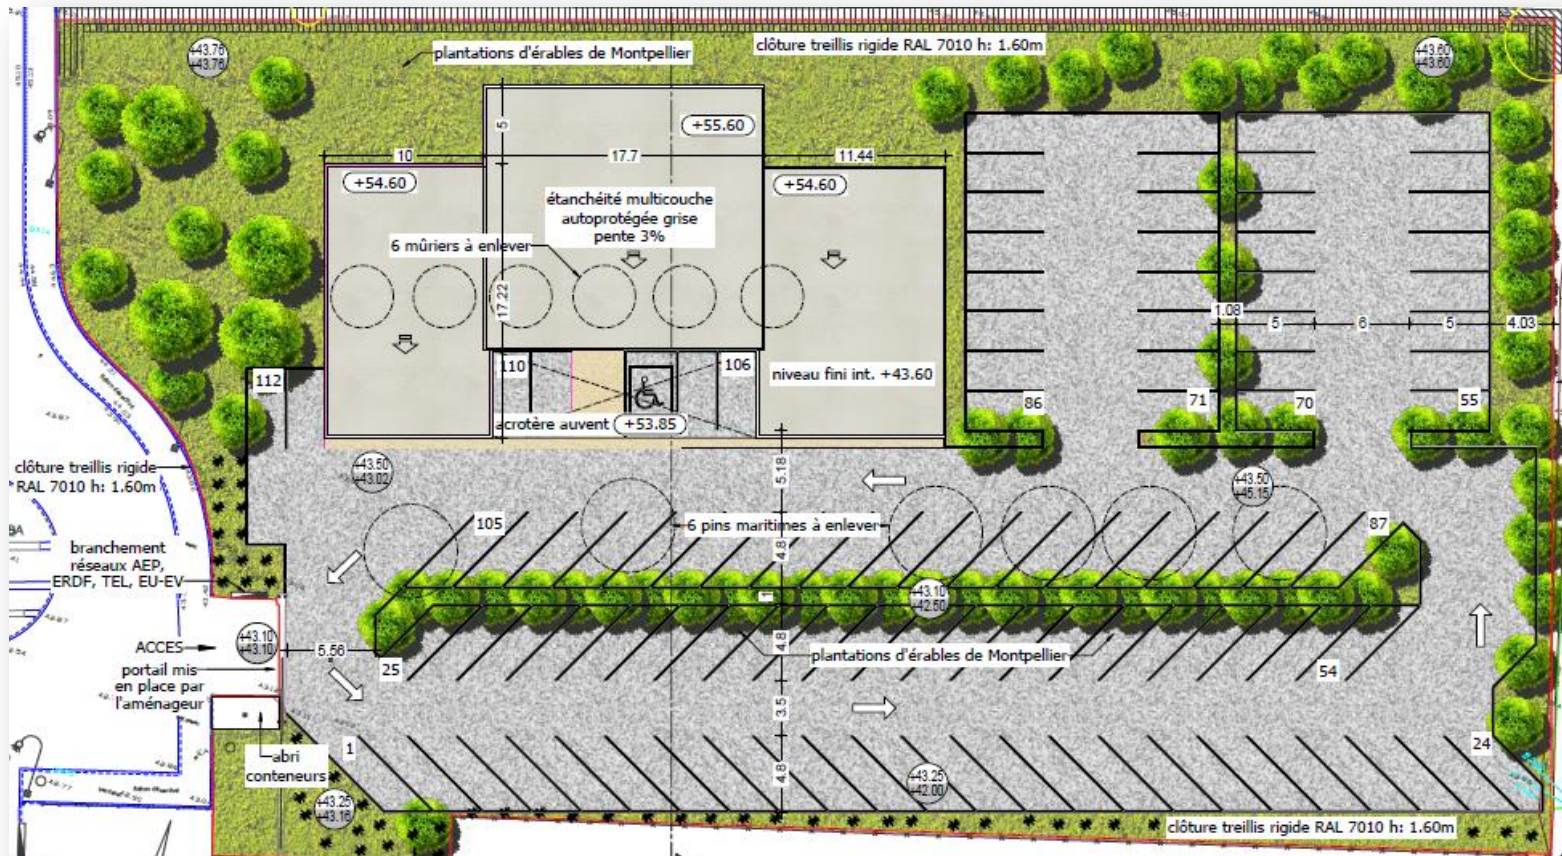 +43.76
+43.76
plantations d'érables de Montpellier
clôture treillis rigide RAL 7010 h: 1.60m
+43.60
+43.60
5
+55.60
10
17.7
11.44
+54.60
+54.60
étanchéité multicouche
autoprotégée grise
pente 3%
6 mûriers à enlever
17.22
1.08
5
6
5
4.03
112
110
106
niveau fini int. +43.60
86
71
70
55
acrotère auvent
+53.85
clôture treillis rigide
RAL 7010 h: 1.60m
+43.50
+43.02
5.18
+43.50
+45.15
105
6 pins maritimes à enlever
87
branchement
réseaux AEP,
ERDF, TEL, EU-EV
4.8
1
+43.10
+42.50
ACCES
+43.10
+43.10
5.56
4.8
25
plantations d'érables de Montpellier
54
portail mis
en place par
l'aménageur
3.5
1
24
abri
conteneurs
4.8
+43.25
+42.00
+43.25
+43.16
clôture treillis rigide RAL 7010 h: 1.60m